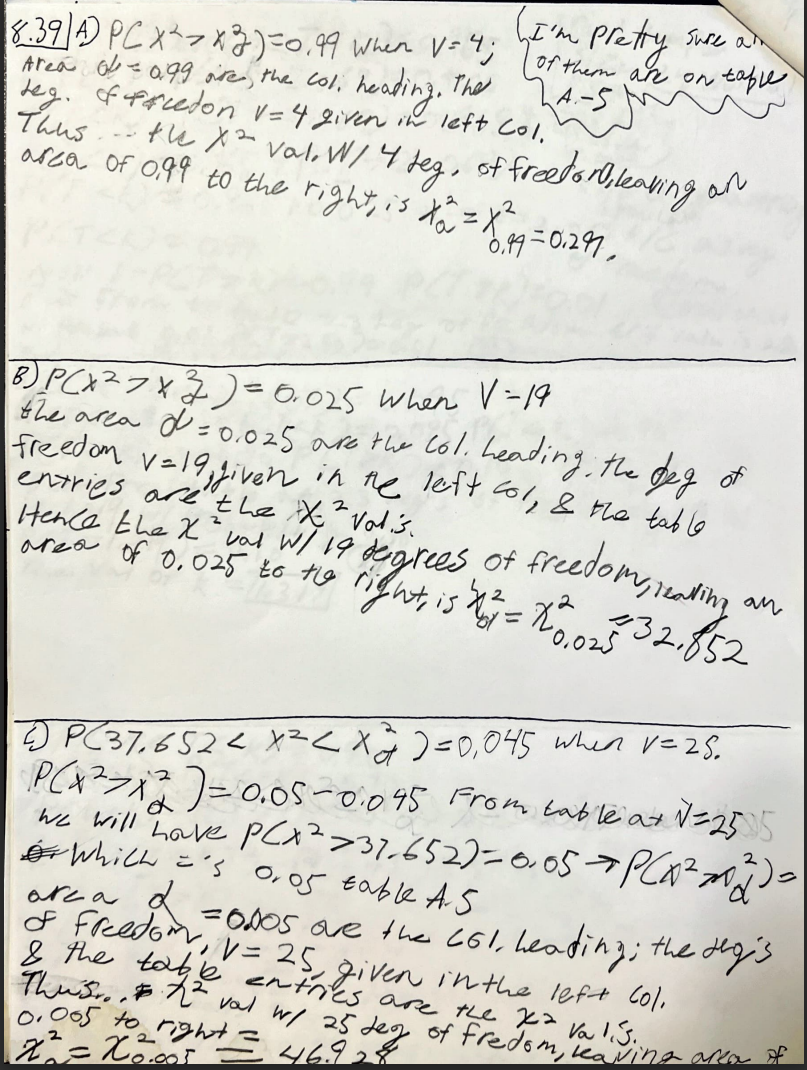 8.39 A) P(X² > X²α) = 0.99 when V = 4;
I'm Pretty sure all
of them are on table
A.-5
Area α = 0.99 are the col. heading. The
deg. of freedon V = 4 given in left col.
Thus... the X² val. W/ 4 deg. of freedom, leaving an
area of 0.99 to the right, is X²α = X²0.99 = 0.297.
B) P(X² > X²α) = 0.025 when V = 19
the area α = 0.025 are the col. heading. the deg of
freedom V = 19, given in the left col, & the table
entries are the X² val's.
Hence the X² val W/ 19 degrees of freedom, leaving an
area of 0.025 to the right, is X²α = X²0.025 = 32.852
C) P(37.652 < X² < X²α) = 0.045 when V = 25.
P(X² > X²α) = 0.05 - 0.045 From table at V = 25
we will have P(X² > 37.652) = 0.05 → P(X² > X²α) =
Which = 's 0.05 table A.5
area α = 0.005 are the col. heading; the deg's
of freedom, V = 25, given in the left col.
& the table entries are the X² val's.
Thus... X² val W/ 25 deg of fredom, leaving area of
0.005 to right =
X²α = X²0.005 = 46.928